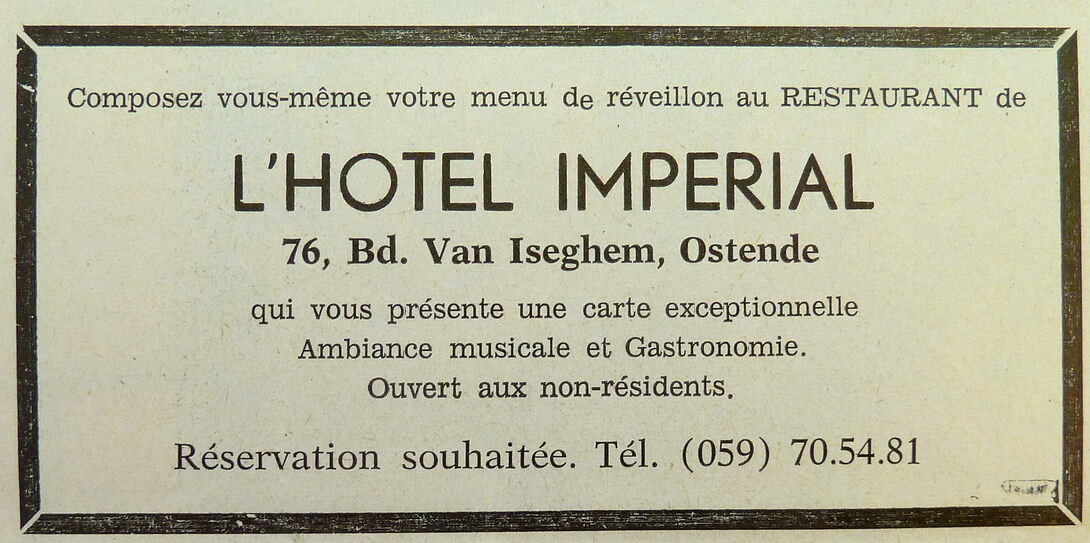 Composez vous-même votre menu de réveillon au RESTAURANT de
L'HOTEL IMPERIAL
76, Bd. Van Iseghem, Ostende
qui vous présente une carte exceptionnelle
Ambiance musicale et Gastronomie.
Ouvert aux non-résidents.
Réservation souhaitée. Tél. (059) 70.54.81